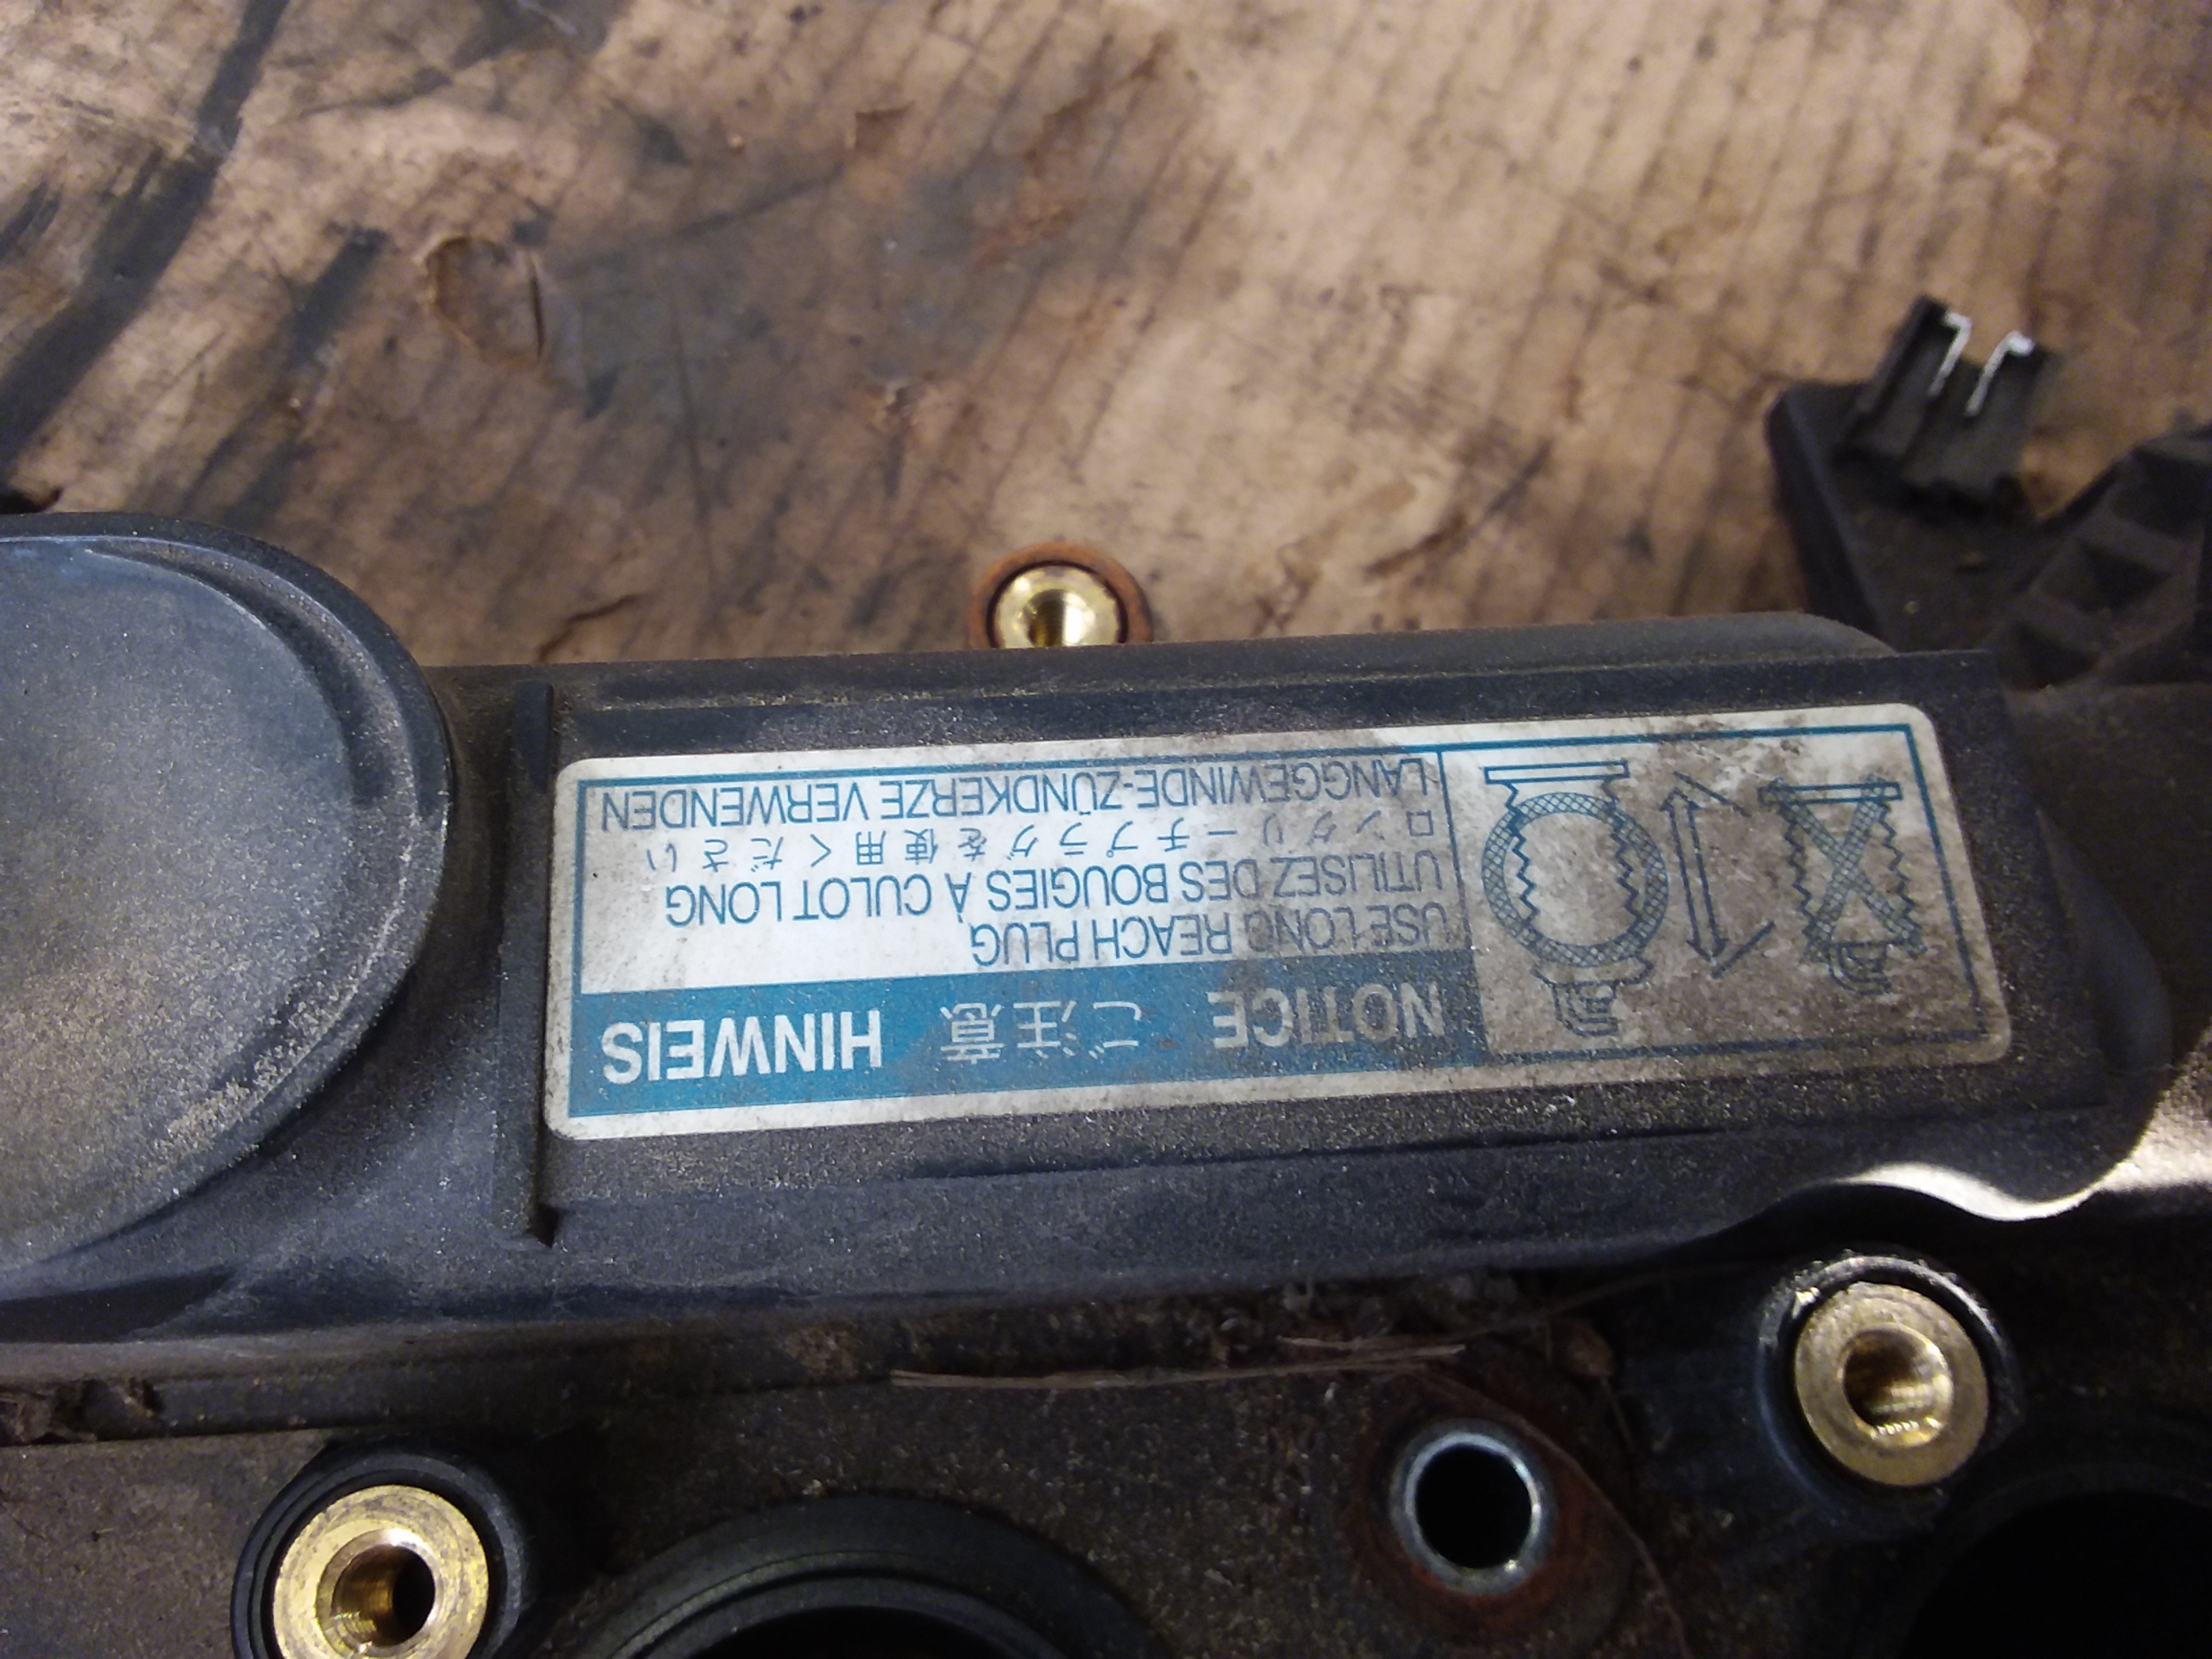 NOTICE ご注意 HINWEIS
USE LONG REACH PLUG
UTILISEZ DES BOUGIES À CULOT LONG
ロングリーチプラグを使用ください
LANGGEWINDE-ZÜNDKERZE VERWENDEN